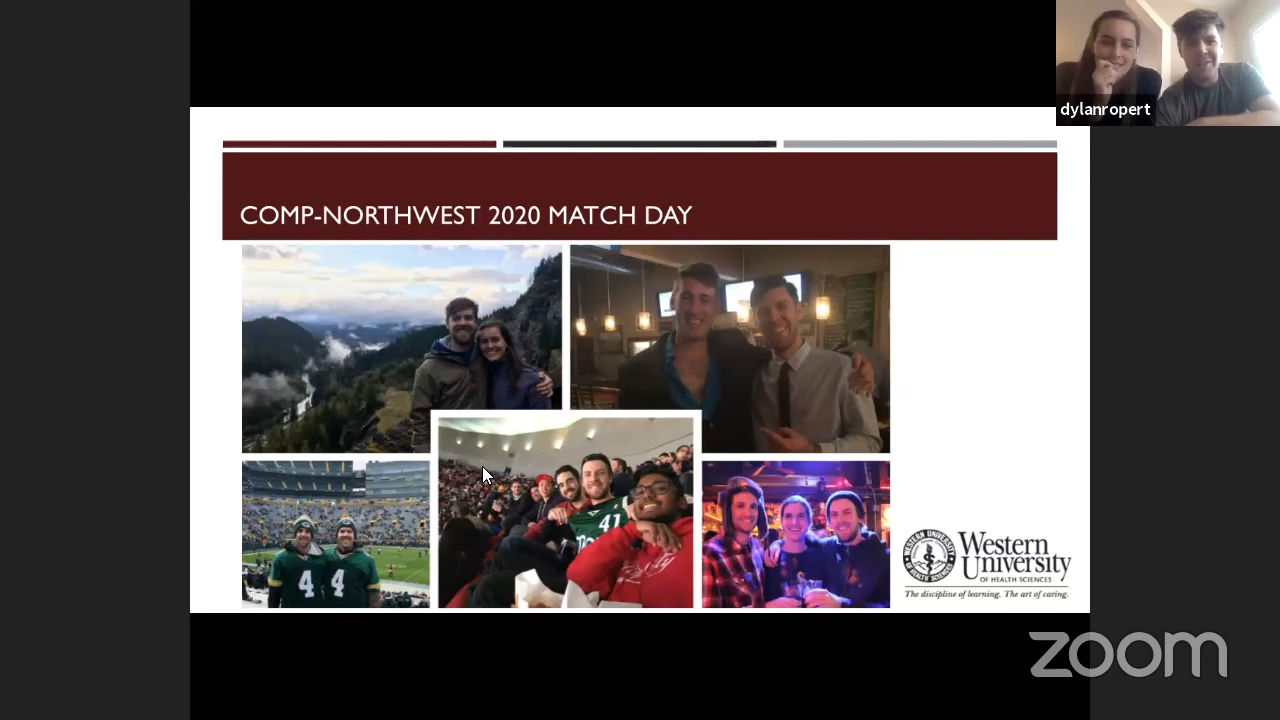 dylanropert
COMP-NORTHWEST 2020 MATCH DAY
4
4
41
Western
University
OF HEALTH SCIENCES
The discipline of learning. The art of caring.
zoom